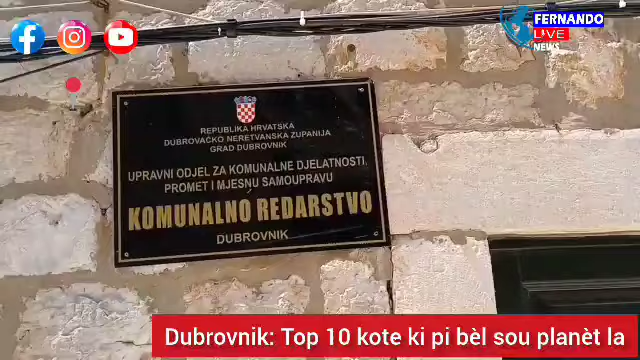 FERNANDO
LIVE
NEWS
REPUBLIKA HRVATSKA
DUBROVAČKO NERETVANSKA ŽUPANIJA
GRAD DUBROVNIK
UPRAVNI ODJEL ZA KOMUNALNE DJELATNOSTI,
PROMET I MJESNU SAMOUPRAVU
KOMUNALNO REDARSTVO
DUBROVNIK
Dubrovnik: Top 10 kote ki pi bèl sou planèt la